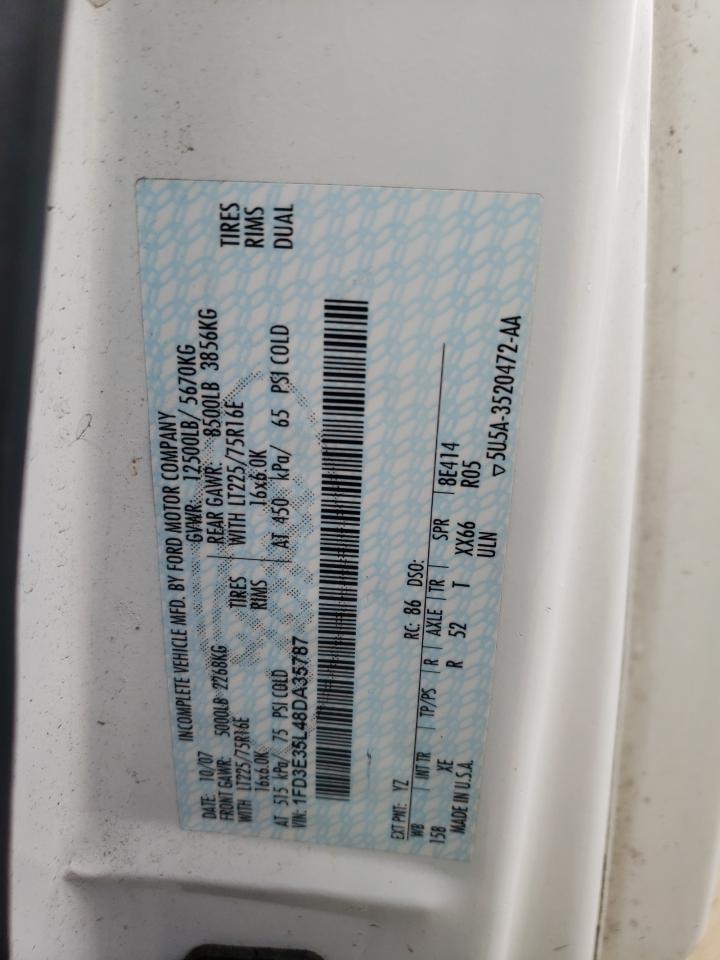 INCOMPLETE VEHICLE MFD. BY FORD MOTOR COMPANY
DATE: 10/07 GVWR: 12500LB/ 5670KG
FRONT GAWR: 5000LB 2268KG REAR GAWR: 8500LB 3856KG
WITH LT225/75R16E TIRES WITH LT225/75R16E TIRES
16x6.0K RIMS 16x6.0K RIMS
AT 515 kPa/ 75 PSI COLD AT 450 kPa/ 65 PSI COLD DUAL
VIN: 1FD3E35L48DA35787
EXT PNT: YZ RC: 86 DSO:
WB INT TR TP/PS R AXLE TR SPR 8E414
158 XE R 52 T XX66 R05
MADE IN U.S.A. ULN
▽5U5A-3520472-AA